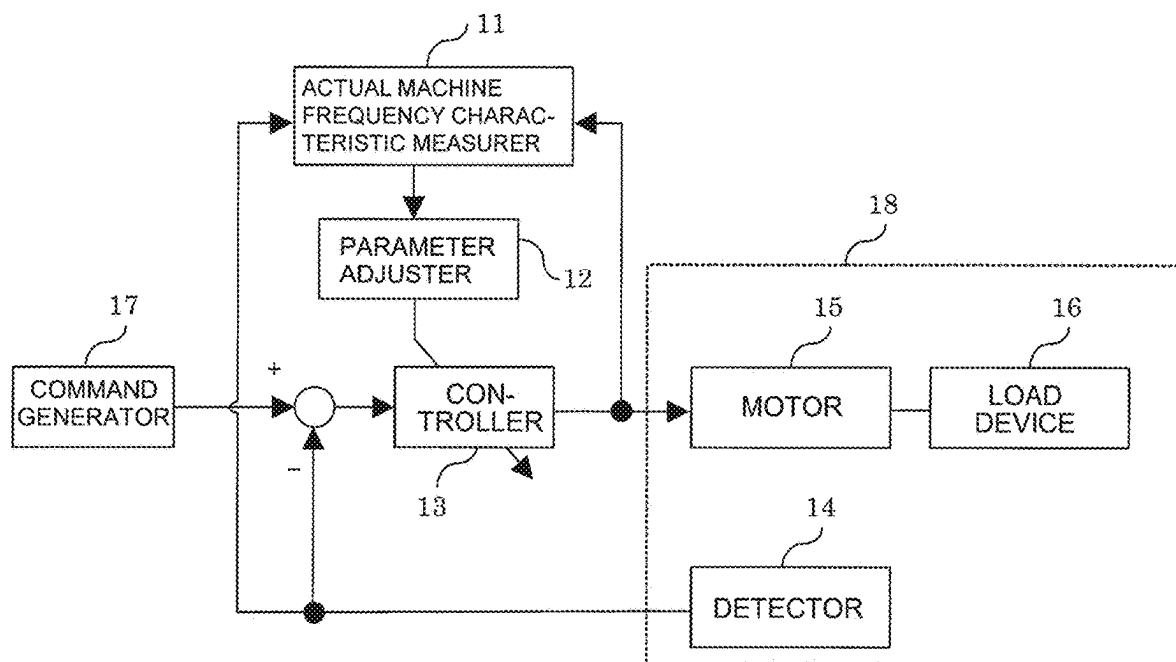 11
ACTUAL MACHINE
FREQUENCY CHARAC-
TERISTIC MEASURER
PARAMETER
ADJUSTER
12
18
17
15
16
COMMAND
GENERATOR
+
−
CON-
TROLLER
MOTOR
LOAD
DEVICE
13
14
DETECTOR